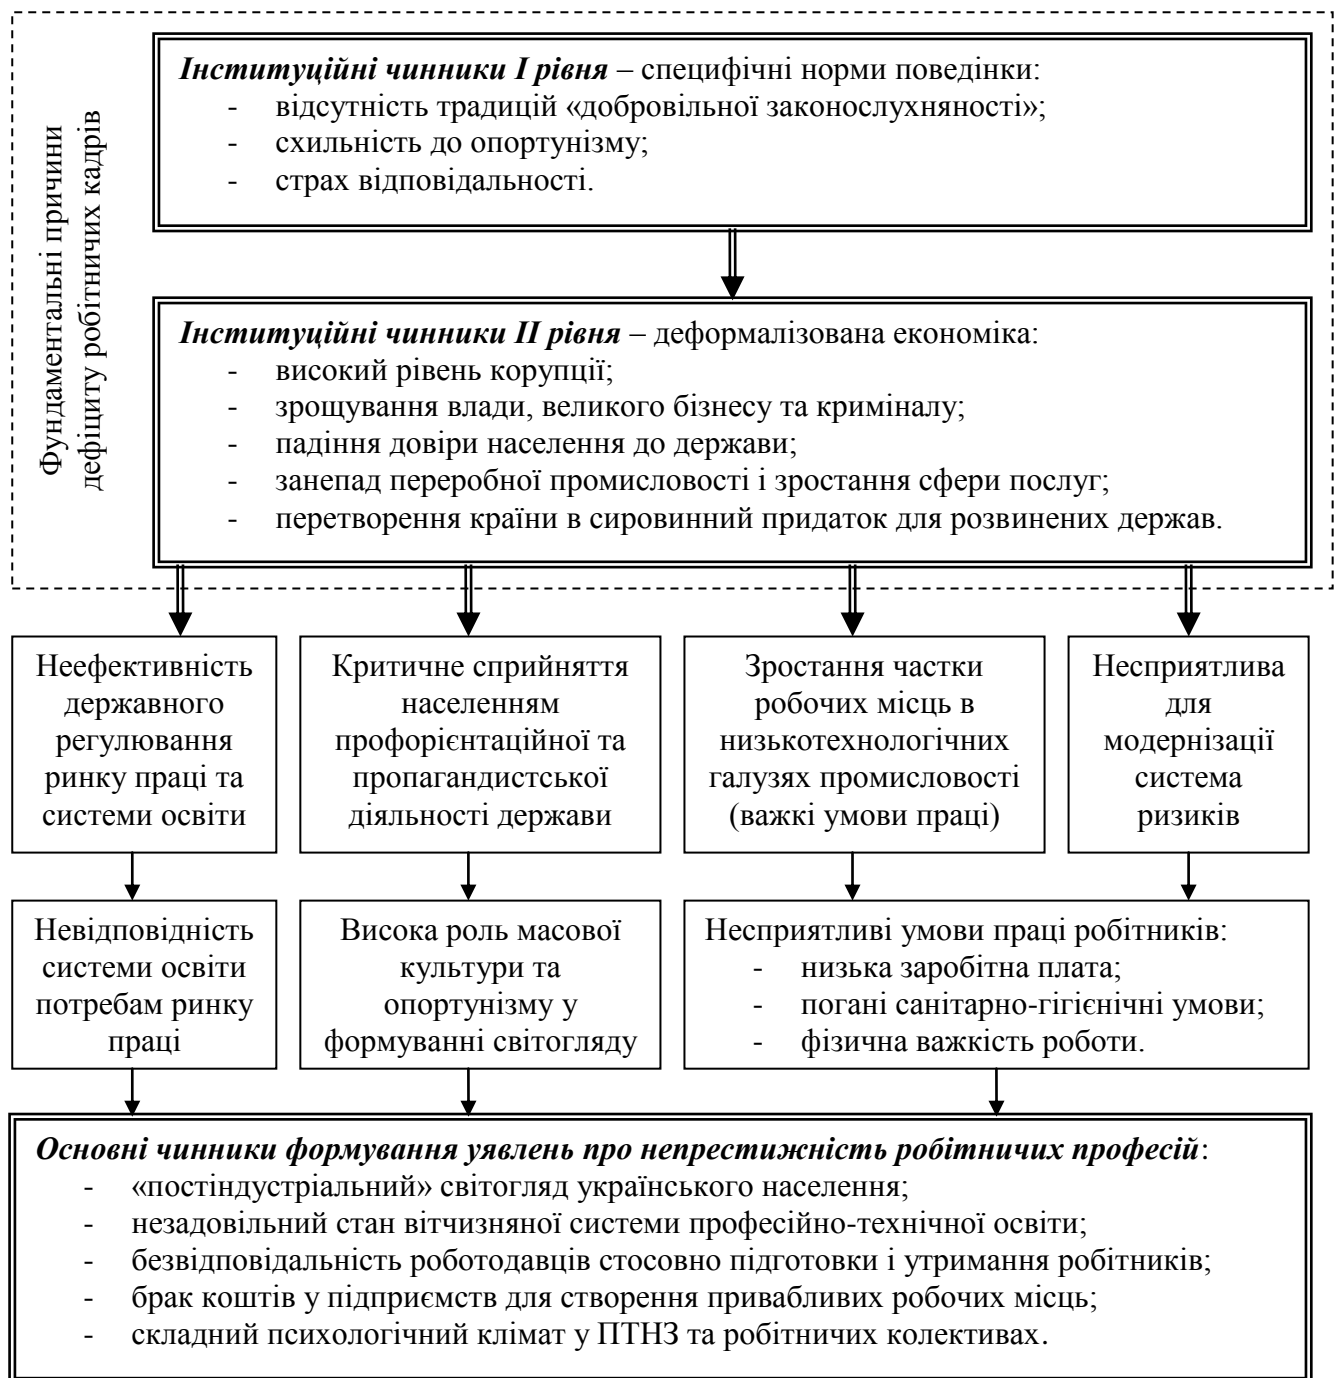 Фундаментальні причини
дефіциту робітничих кадрів
Інституційні чинники І рівня – специфічні норми поведінки:
- відсутність традицій «добровільної законослухняності»;
- схильність до опортунізму;
- страх відповідальності.
Інституційні чинники ІІ рівня – деформалізована економіка:
- високий рівень корупції;
- зрощування влади, великого бізнесу та криміналу;
- падіння довіри населення до держави;
- занепад переробної промисловості і зростання сфери послуг;
- перетворення країни в сировинний придаток для розвинених держав.
Неефективність
державного
регулювання
ринку праці та
системи освіти
Критичне сприйняття
населенням
профорієнтаційної та
пропагандистської
діяльності держави
Зростання частки
робочих місць в
низькотехнологічних
галузях промисловості
(важкі умови праці)
Несприятлива
для
модернізації
система
ризиків
Невідповідність
системи освіти
потребам ринку
праці
Висока роль масової
культури та
опортунізму у
формуванні світогляду
Несприятливі умови праці робітників:
- низька заробітна плата;
- погані санітарно-гігієнічні умови;
- фізична важкість роботи.
Основні чинники формування уявлень про непрестижність робітничих професій:
- «постіндустріальний» світогляд українського населення;
- незадовільний стан вітчизняної системи професійно-технічної освіти;
- безвідповідальність роботодавців стосовно підготовки і утримання робітників;
- брак коштів у підприємств для створення привабливих робочих місць;
- складний психологічний клімат у ПТНЗ та робітничих колективах.